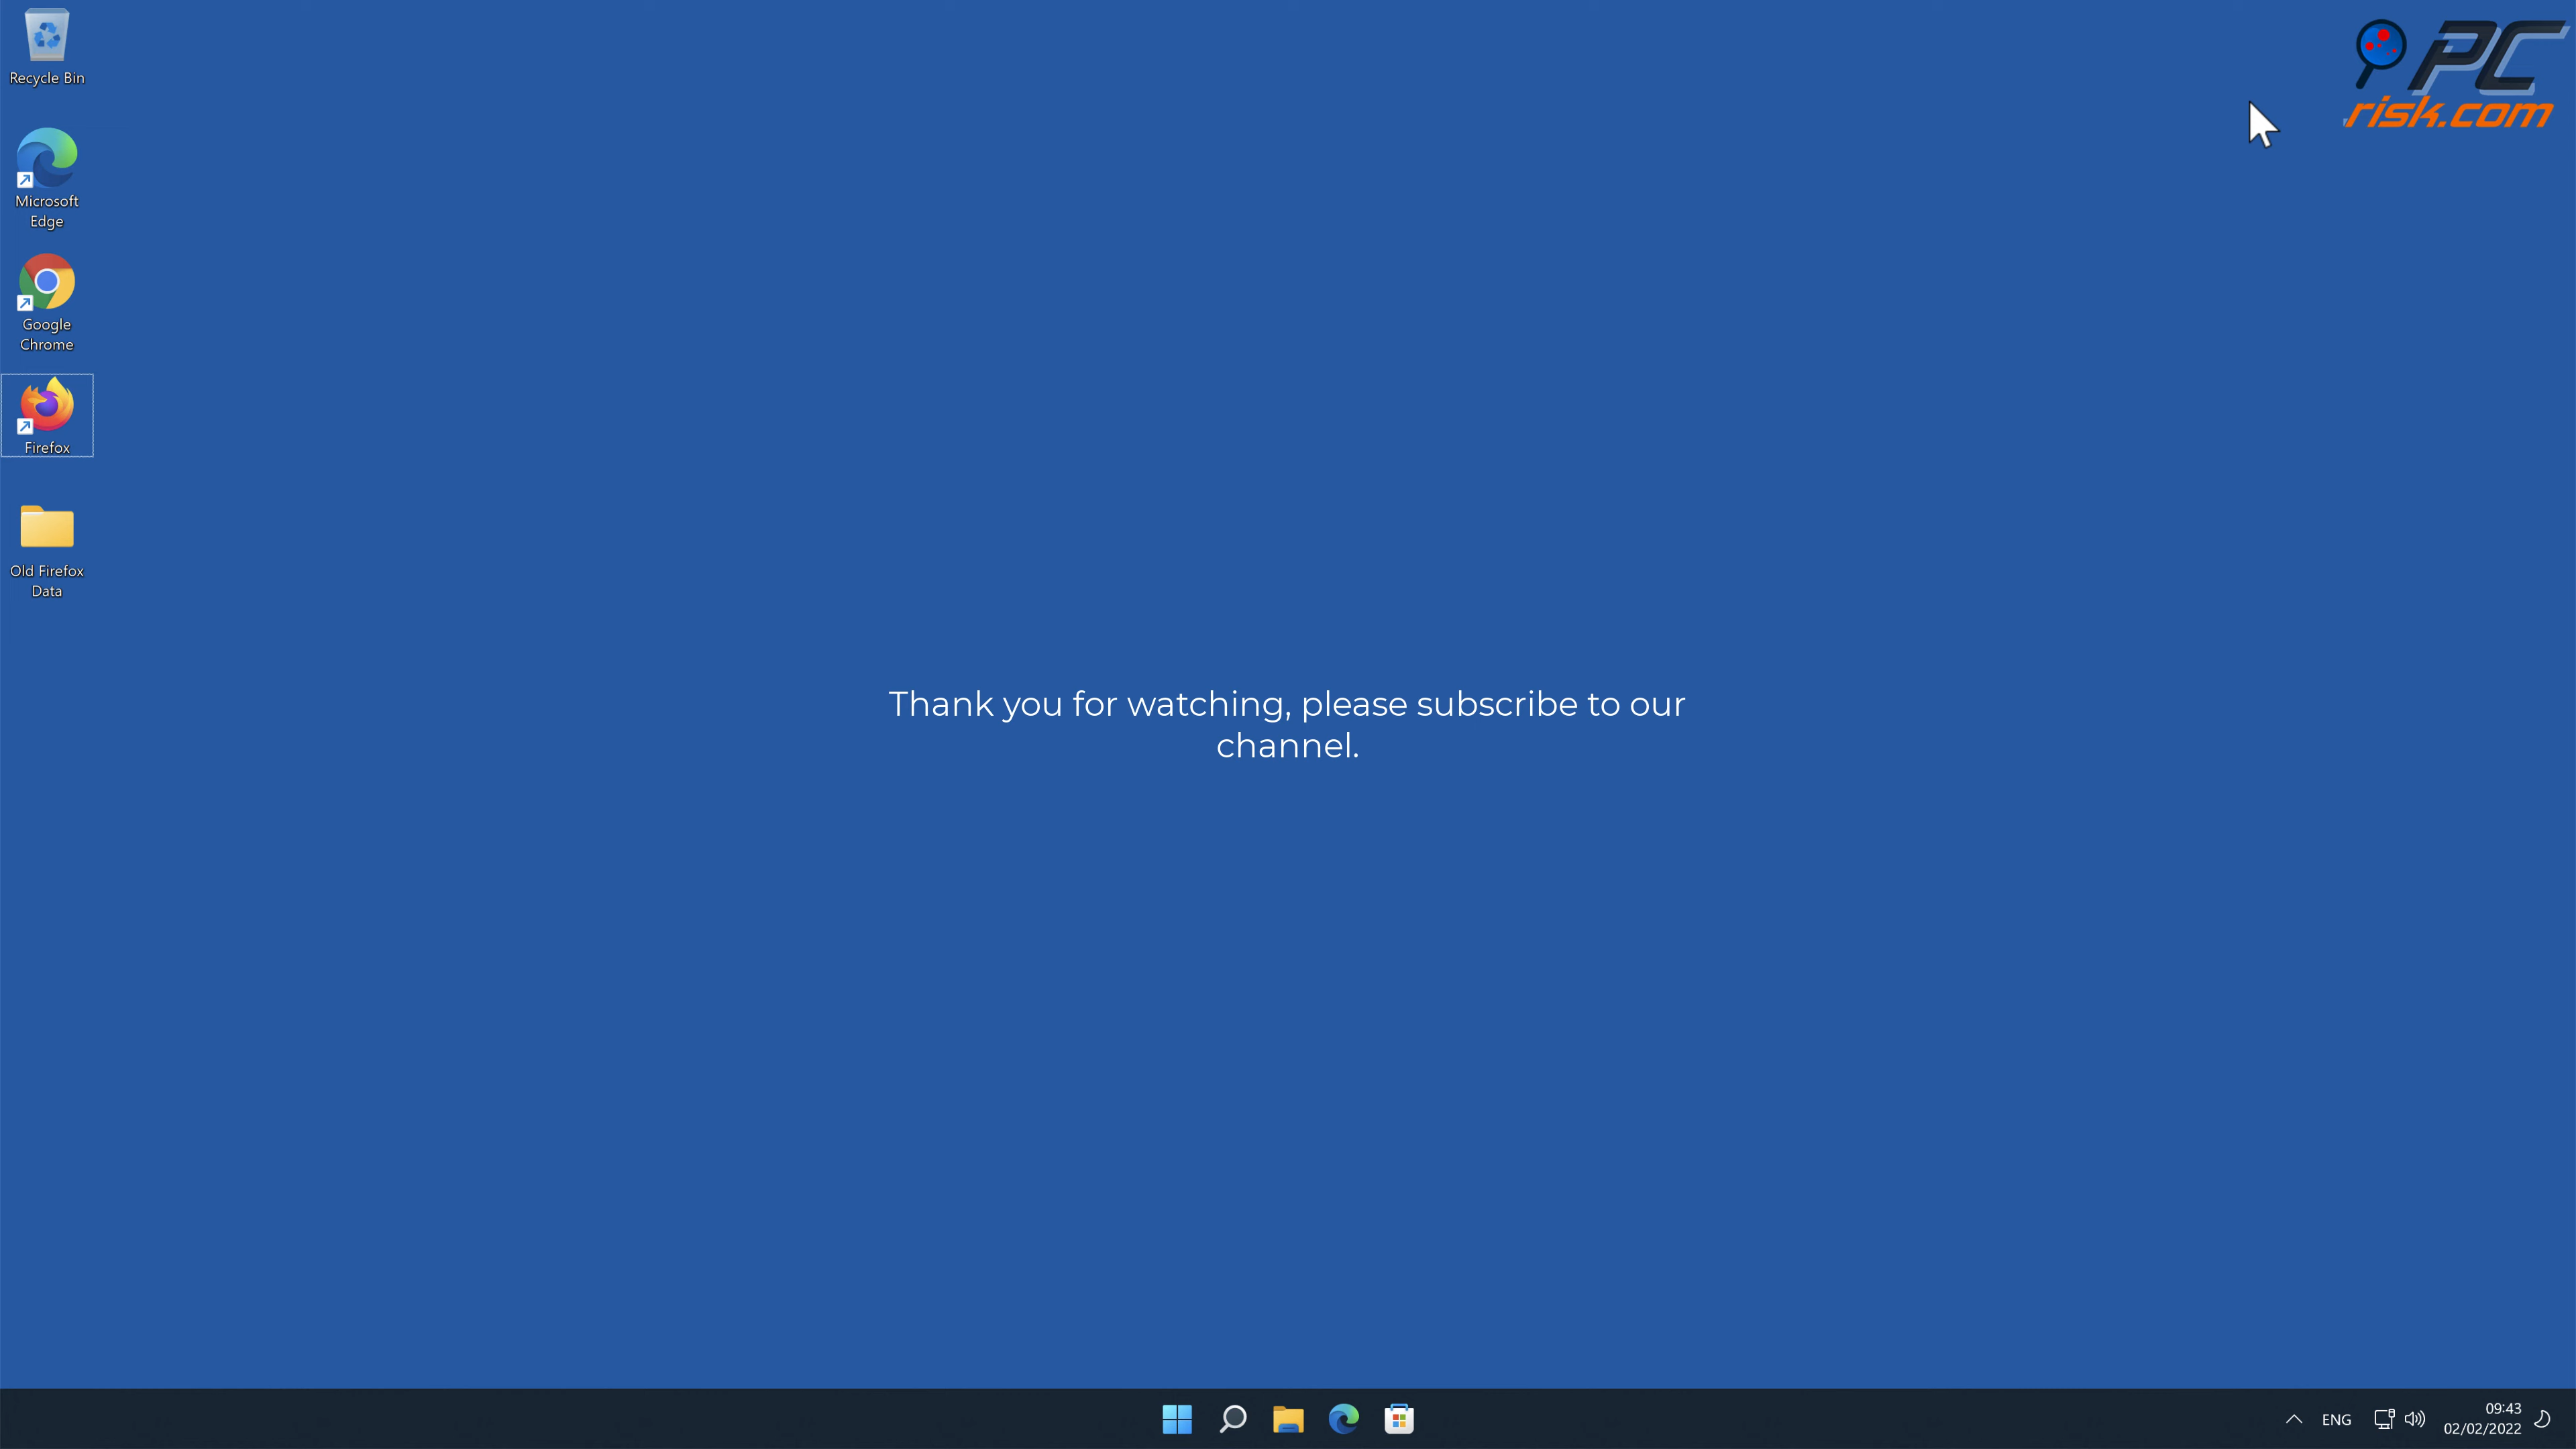 Recycle Bin
PC
risk.com
Microsoft
Edge
Google
Chrome
Firefox
Old Firefox
Data
Thank you for watching, please subscribe to our
channel.
ENG
09:43
02/02/2022